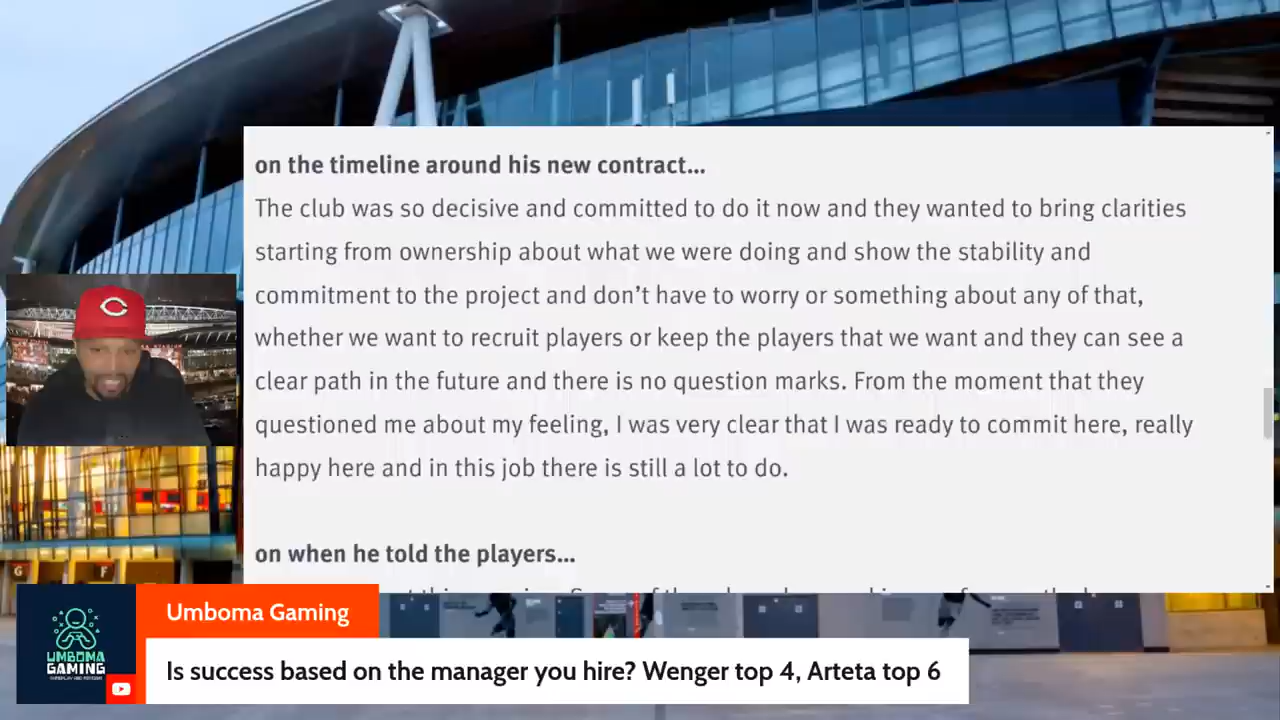 on the timeline around his new contract...
The club was so decisive and committed to do it now and they wanted to bring clarities
starting from ownership about what we were doing and show the stability and
commitment to the project and don't have to worry or something about any of that,
whether we want to recruit players or keep the players that we want and they can see a
clear path in the future and there is no question marks. From the moment that they
questioned me about my feeling, I was very clear that I was ready to commit here, really
happy here and in this job there is still a lot to do.
on when he told the players...
G F
Umboma Gaming
UMBOMA
GAMING
Is success based on the manager you hire? Wenger top 4, Arteta top 6